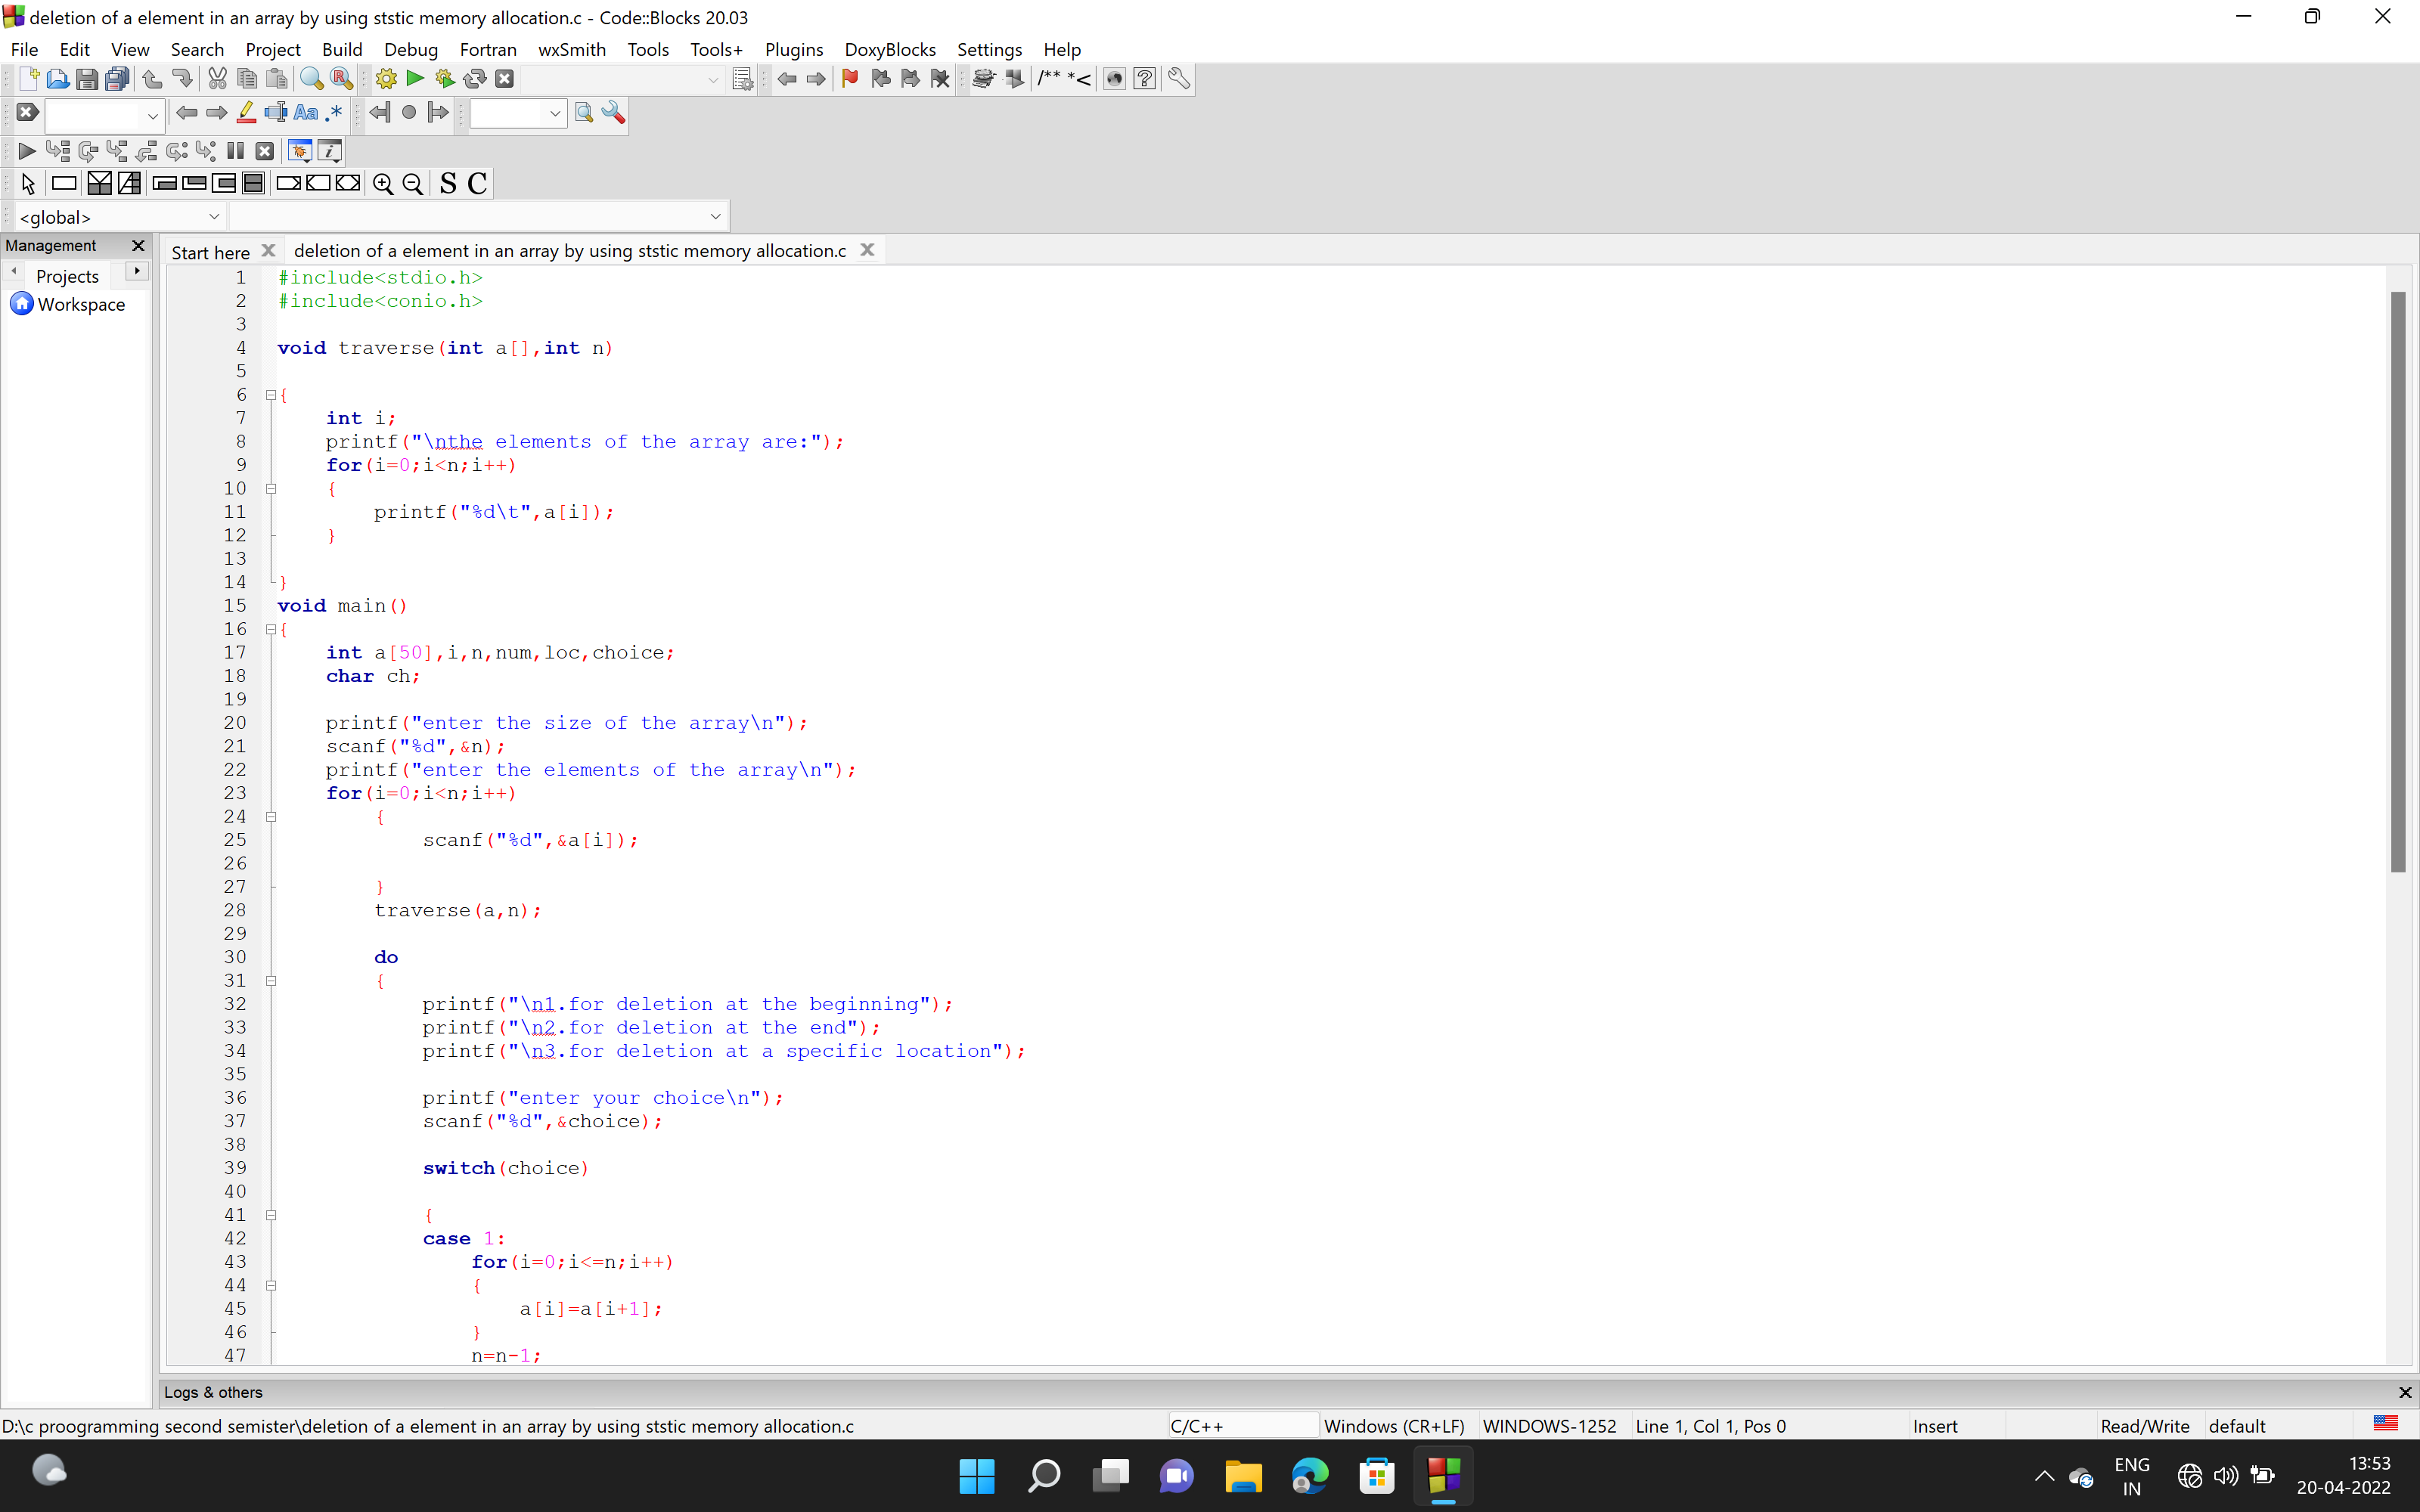 deletion of a element in an array by using ststic memory allocation.c - Code::Blocks 20.03
File Edit View Search Project Build Debug Fortran wxSmith Tools Tools+ Plugins DoxyBlocks Settings Help
/** *<
Aa .*
S C
<global>
Management
Start here deletion of a element in an array by using ststic memory allocation.c
Projects
Workspace
1 #include<stdio.h>
2 #include<conio.h>
3
4 void traverse(int a[],int n)
5
6 {
7 int i;
8 printf("\nthe elements of the array are:");
9 for(i=0;i<n;i++)
10 {
11 printf("%d\t",a[i]);
12 }
13
14 }
15 void main()
16 {
17 int a[50],i,n,num,loc,choice;
18 char ch;
19
20 printf("enter the size of the array\n");
21 scanf("%d",&n);
22 printf("enter the elements of the array\n");
23 for(i=0;i<n;i++)
24 {
25 scanf("%d",&a[i]);
26
27 }
28 traverse(a,n);
29
30 do
31 {
32 printf("\n1.for deletion at the beginning");
33 printf("\n2.for deletion at the end");
34 printf("\n3.for deletion at a specific location");
35
36 printf("enter your choice\n");
37 scanf("%d",&choice);
38
39 switch(choice)
40
41 {
42 case 1:
43 for(i=0;i<=n;i++)
44 {
45 a[i]=a[i+1];
46 }
47 n=n-1;
Logs & others
D:\c proogramming second semister\deletion of a element in an array by using ststic memory allocation.c C/C++ Windows (CR+LF) WINDOWS-1252 Line 1, Col 1, Pos 0 Insert Read/Write default
ENG
IN
13:53
20-04-2022